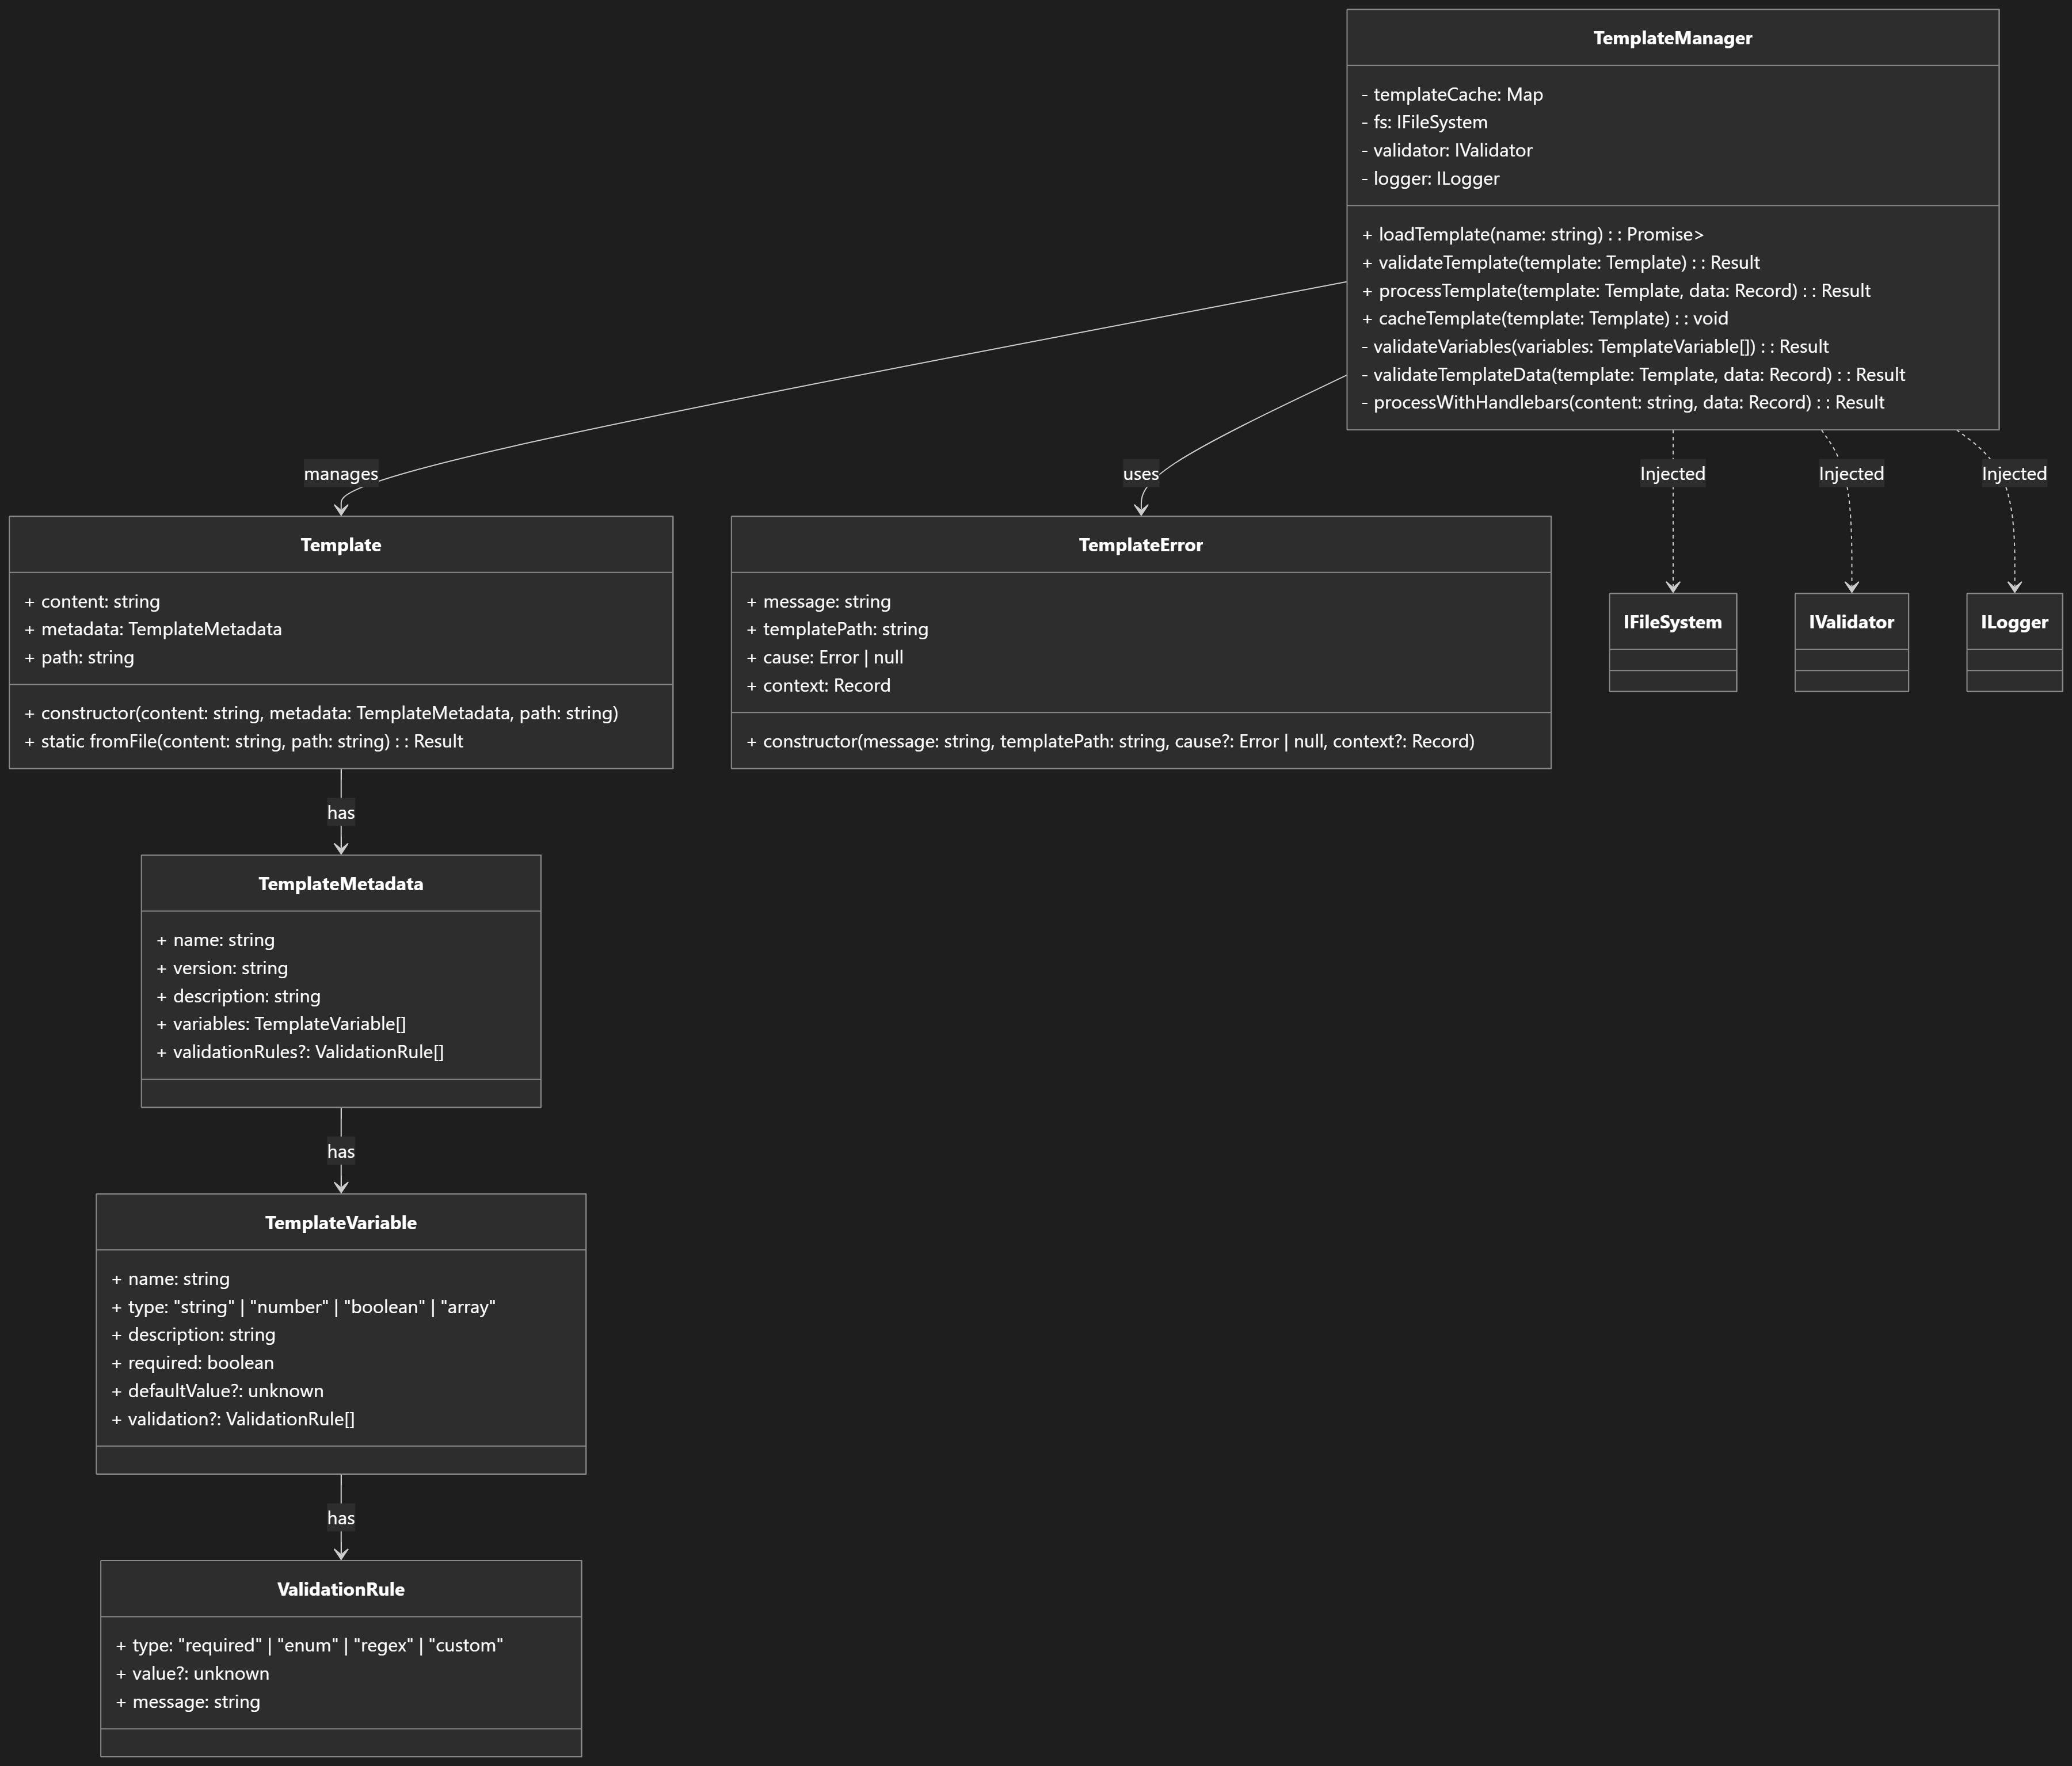 TemplateManager
- templateCache: Map
- fs: IFileSystem
- validator: IValidator
- logger: ILogger
+ loadTemplate(name: string) : : Promise>
+ validateTemplate(template: Template) : : Result
+ processTemplate(template: Template, data: Record) : : Result
+ cacheTemplate(template: Template) : : void
- validateVariables(variables: TemplateVariable[]) : : Result
- validateTemplateData(template: Template, data: Record) : : Result
- processWithHandlebars(content: string, data: Record) : : Result
manages
uses
Injected
Injected
Injected
Template
+ content: string
+ metadata: TemplateMetadata
+ path: string
+ constructor(content: string, metadata: TemplateMetadata, path: string)
+ static fromFile(content: string, path: string) : : Result
TemplateError
+ message: string
+ templatePath: string
+ cause: Error | null
+ context: Record
+ constructor(message: string, templatePath: string, cause?: Error | null, context?: Record)
IFileSystem
IValidator
ILogger
has
TemplateMetadata
+ name: string
+ version: string
+ description: string
+ variables: TemplateVariable[]
+ validationRules?: ValidationRule[]
has
TemplateVariable
+ name: string
+ type: "string" | "number" | "boolean" | "array"
+ description: string
+ required: boolean
+ defaultValue?: unknown
+ validation?: ValidationRule[]
has
ValidationRule
+ type: "required" | "enum" | "regex" | "custom"
+ value?: unknown
+ message: string